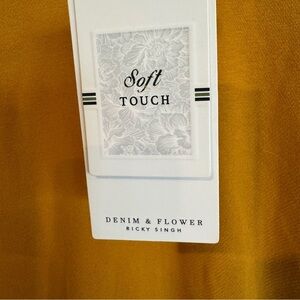 Soft
TOUCH
DENIM & FLOWER
RICKY SINGH